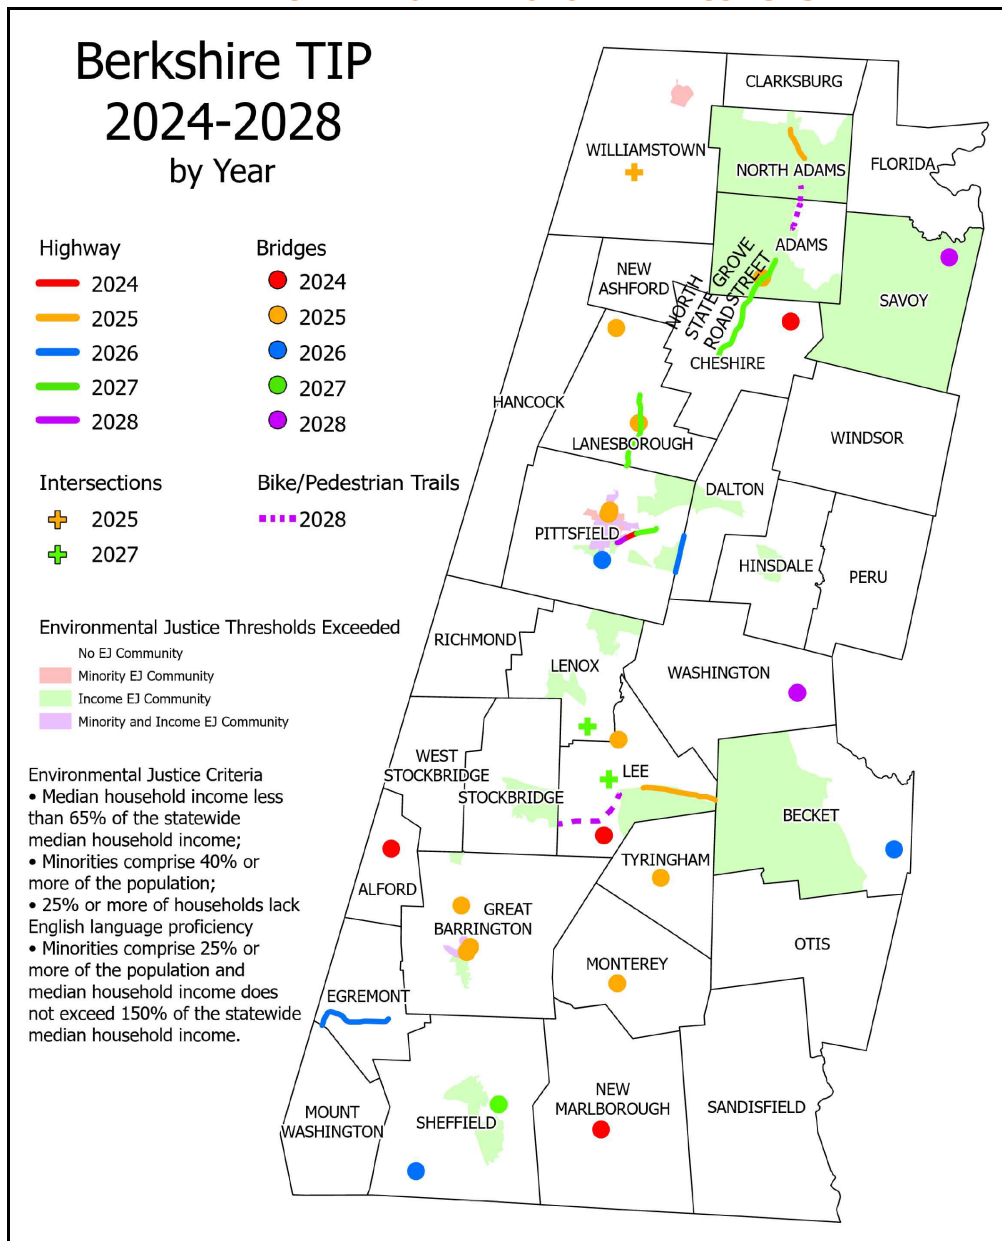 Berkshire TIP
2024-2028
by Year
Highway
2024
2025
2026
2027
2028
Bridges
2024
2025
2026
2027
2028
Intersections
2025
2027
Bike/Pedestrian Trails
2028
Environmental Justice Thresholds Exceeded
No EJ Community
Minority EJ Community
Income EJ Community
Minority and Income EJ Community
Environmental Justice Criteria
• Median household income less
than 65% of the statewide
median household income;
• Minorities comprise 40% or
more of the population;
• 25% or more of households lack
English language proficiency
• Minorities comprise 25% or
more of the population and
median household income does
not exceed 150% of the statewide
median household income.
CLARKSBURG
WILLIAMSTOWN
NORTH ADAMS
FLORIDA
ADAMS
NEW
ASHFORD
NORTH
STATE GROVE
ROAD STREET
SAVOY
CHESHIRE
HANCOCK
LANESBOROUGH
WINDSOR
DALTON
PITTSFIELD
HINSDALE
PERU
RICHMOND
LENOX
WASHINGTON
WEST
STOCKBRIDGE
STOCKBRIDGE
LEE
BECKET
TYRINGHAM
ALFORD
GREAT
BARRINGTON
OTIS
MONTEREY
EGREMONT
NEW
MARLBOROUGH
SANDISFIELD
MOUNT
WASHINGTON
SHEFFIELD